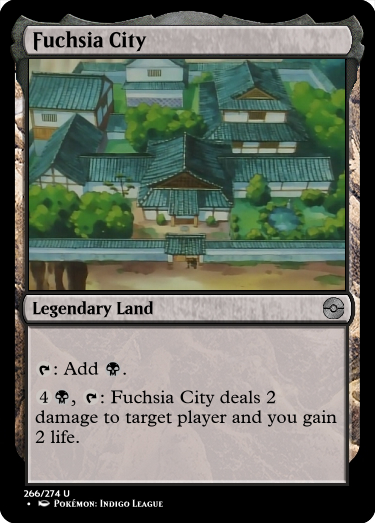 Fuchsia City
Legendary Land
: Add .
4 , : Fuchsia City deals 2
damage to target player and you gain
2 life.
266/274 U
• Pokémon: Indigo League